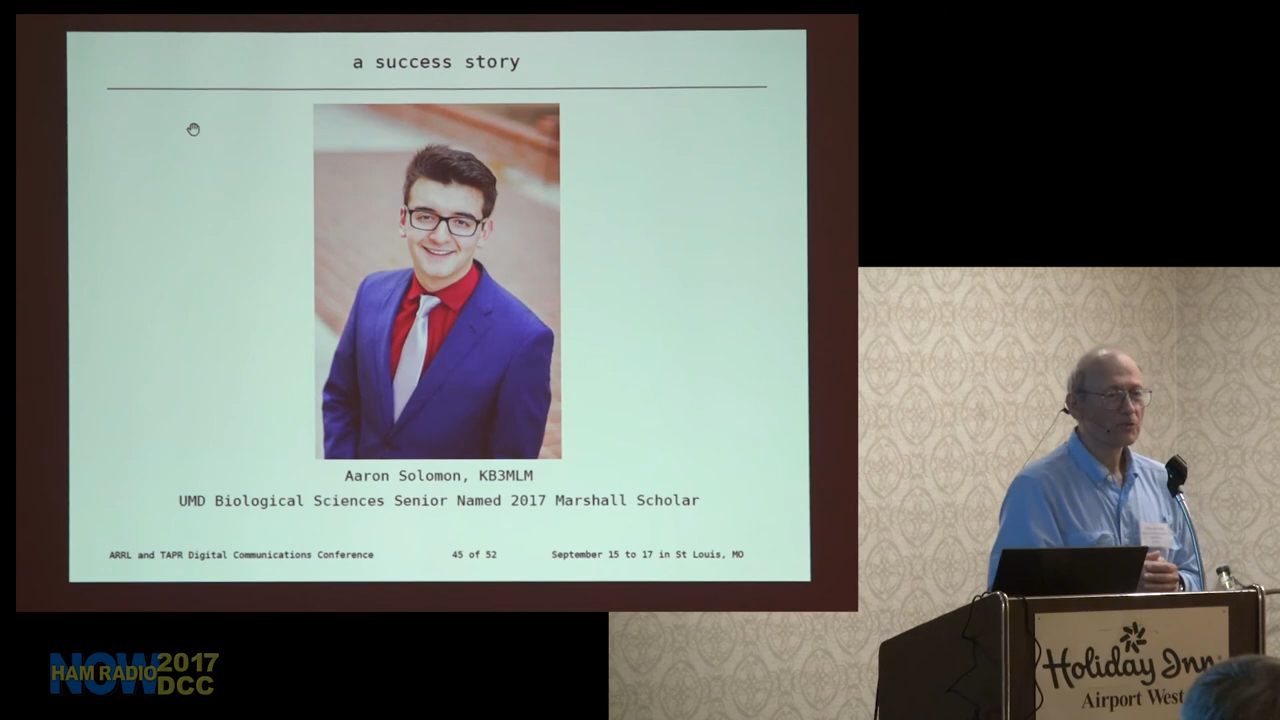 a success story
Aaron Solomon, KB3MLM
UMD Biological Sciences Senior Named 2017 Marshall Scholar
ARRL and TAPR Digital Communications Conference
45 of 52
September 15 to 17 in St Louis, MO
NOW
HAM RADIO
2017
DCC
Holiday Inn
Airport West